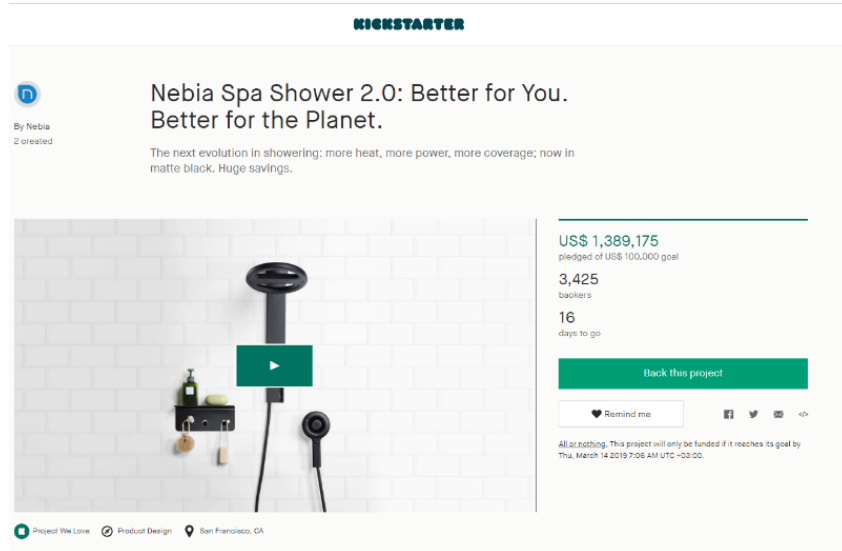 KICKSTARTER
By Nebia
2 created
Nebia Spa Shower 2.0: Better for You.
Better for the Planet.
The next evolution in showering: more heat, more power, more coverage; now in
matte black. Huge savings.
US$ 1,389,175
pledged of US$ 100,000 goal
3,425
backers
16
days to go
Back this project
Remind me
All or nothing. This project will only be funded if it reaches its goal by
Thu, March 14 2019 7:06 AM UTC -03:00.
Project We Love Product Design San Francisco, CA